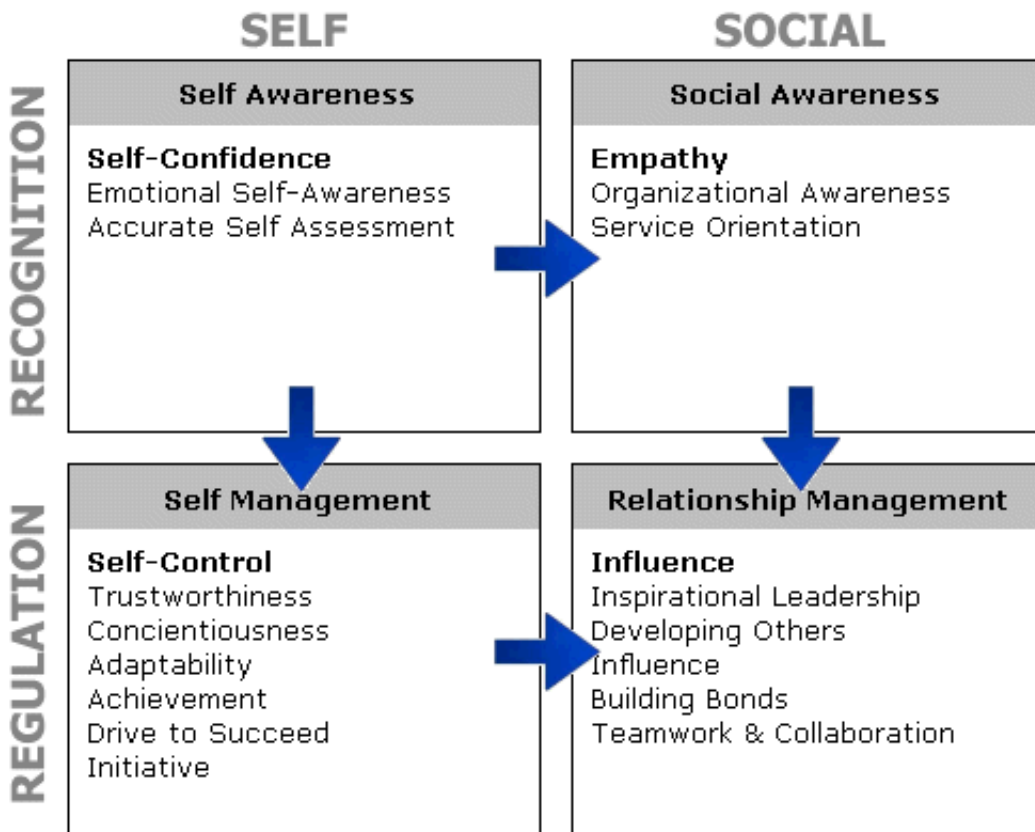 SELF
SOCIAL
RECOGNITION
Self Awareness
Self-Confidence
Emotional Self-Awareness
Accurate Self Assessment
Social Awareness
Empathy
Organizational Awareness
Service Orientation
REGULATION
Self Management
Self-Control
Trustworthiness
Concientiousness
Adaptability
Achievement
Drive to Succeed
Initiative
Relationship Management
Influence
Inspirational Leadership
Developing Others
Influence
Building Bonds
Teamwork & Collaboration